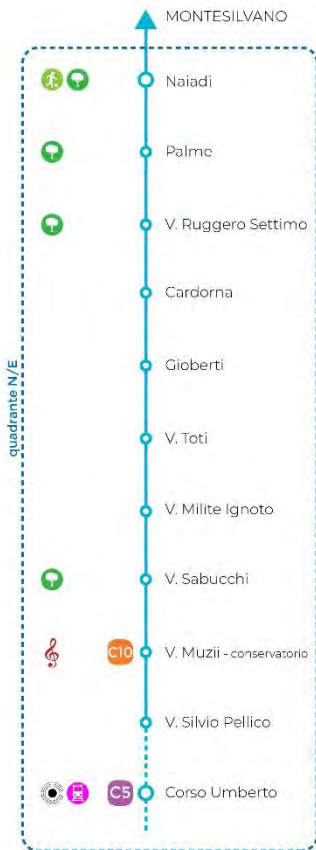 MONTESILVANO
Naiadi
Palme
V. Ruggero Settimo
Cardorna
Gioberti
V. Toti
V. Milite Ignoto
V. Sabucchi
C10 V. Muzii - conservatorio
V. Silvio Pellico
C5 Corso Umberto
quadrante N/E